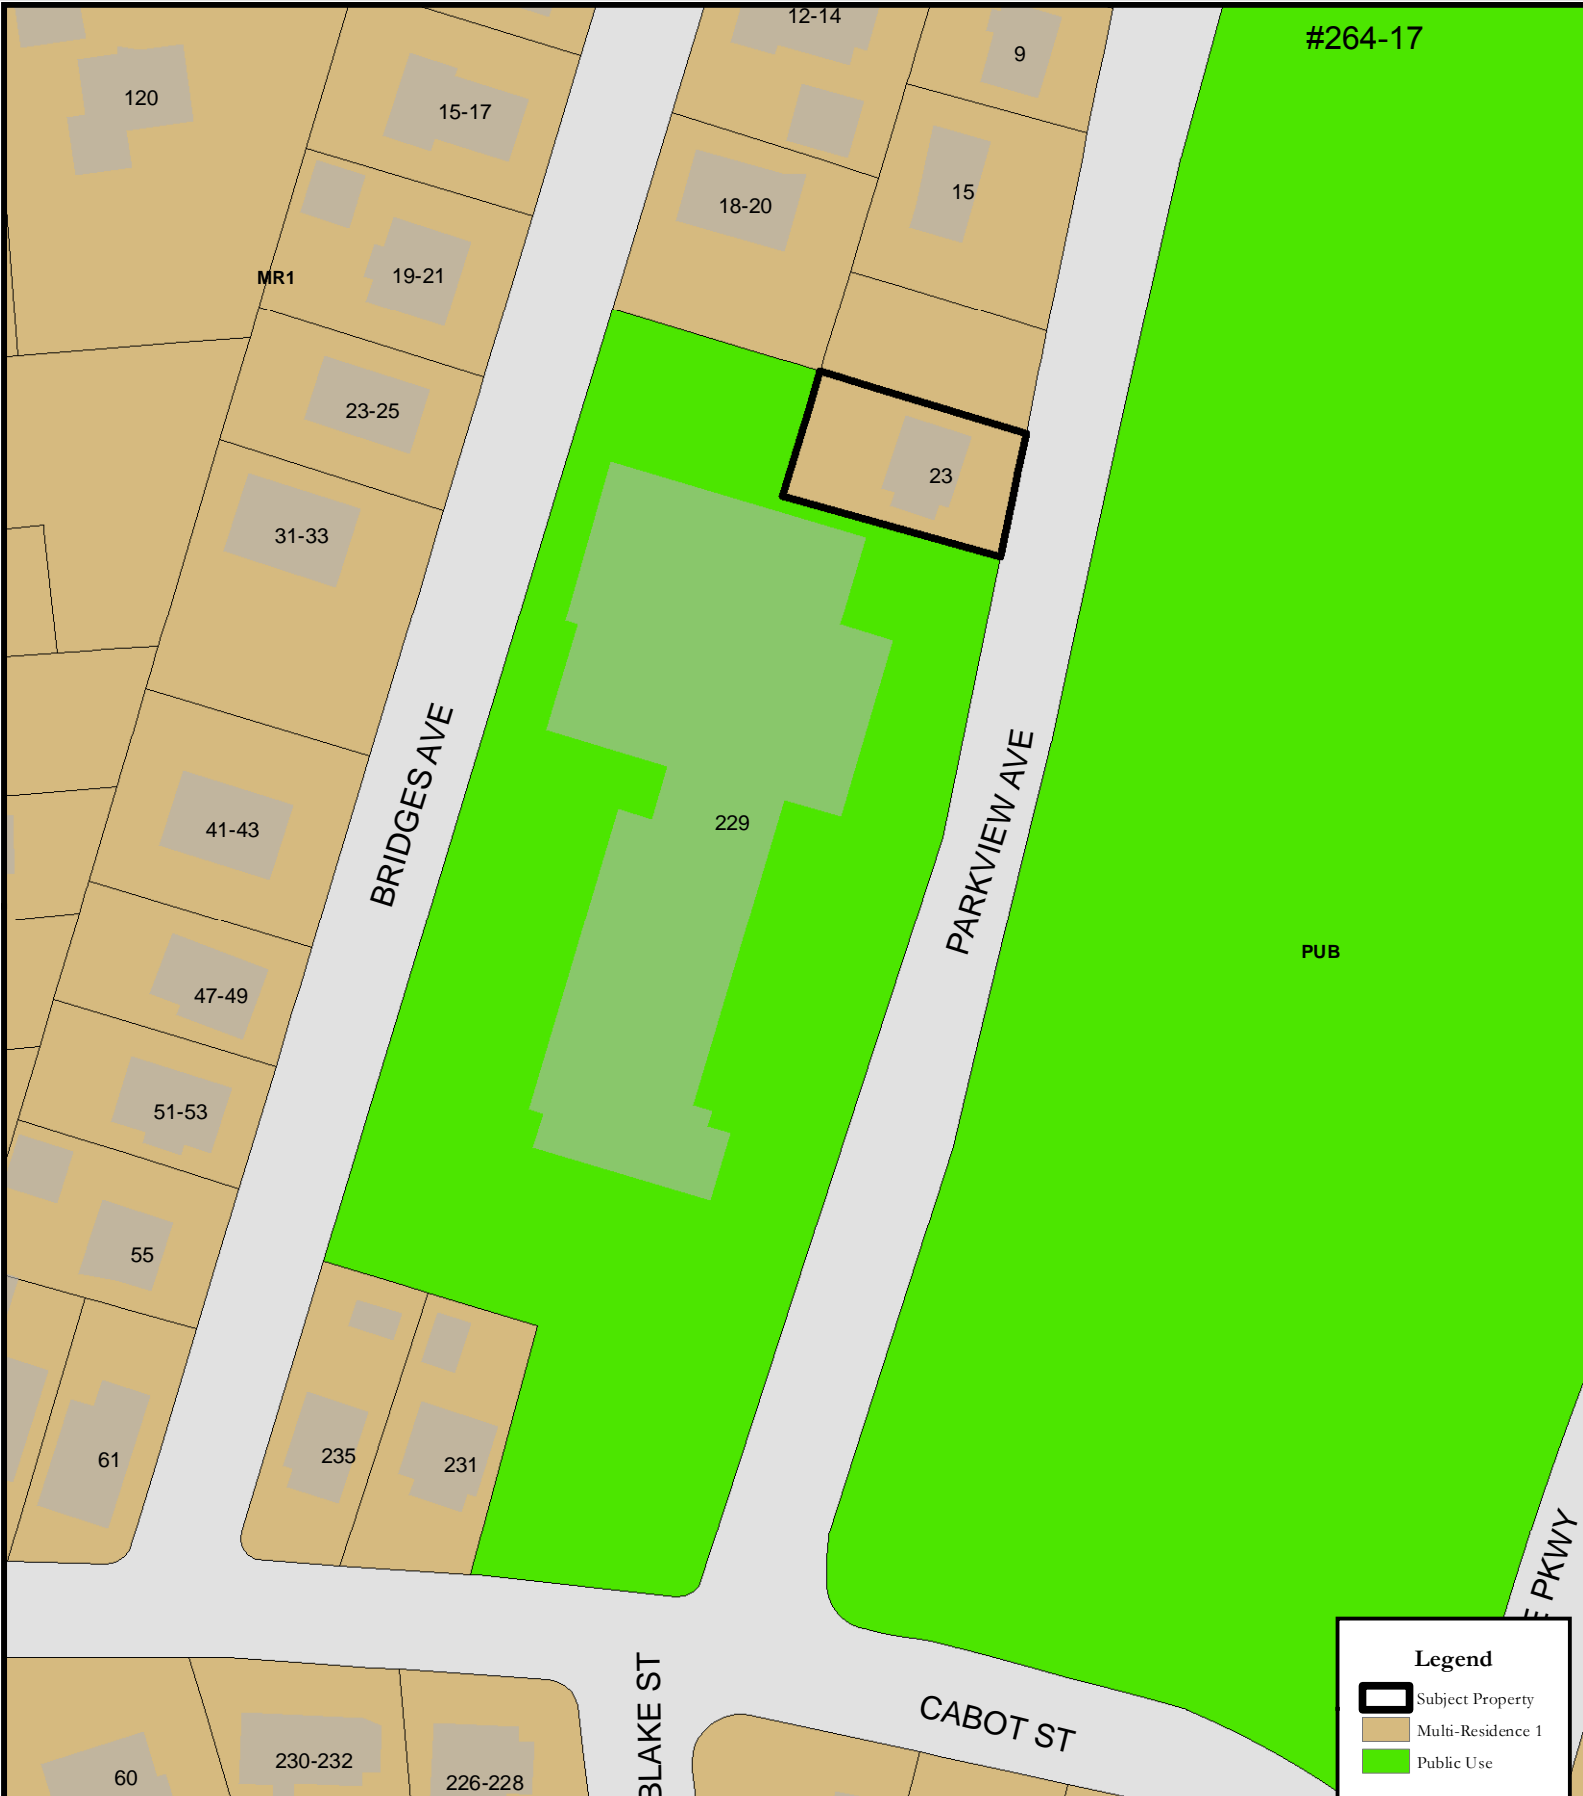 12-14
#264-17
9
120
15-17
15
18-20
19-21
MR1
23-25
23
31-33
BRIDGES AVE
PARKVIEW AVE
229
41-43
PUB
47-49
51-53
55
235
231
61
E PKWY
BLAKE ST
CABOT ST
60
230-232
226-228
Legend
Subject Property
Multi-Residence 1
Public Use